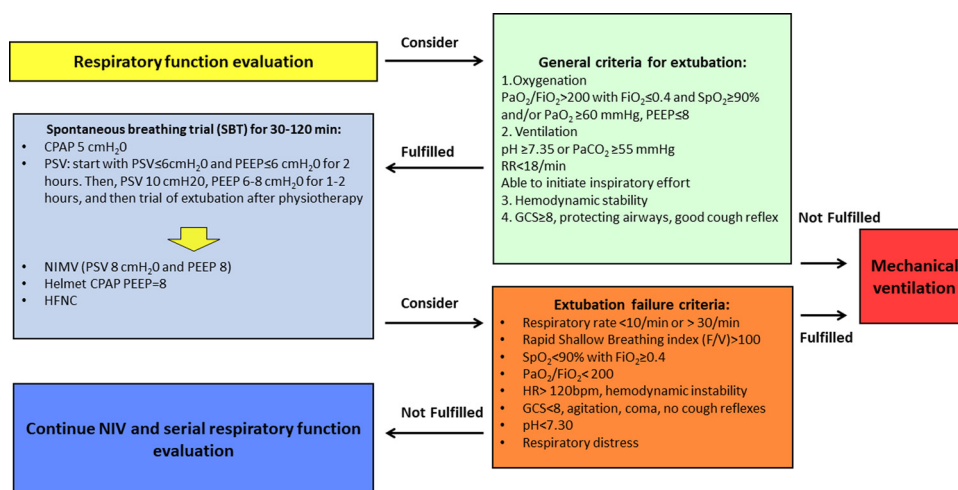 Respiratory function evaluation
Consider
General criteria for extubation:
1.Oxygenation
PaO₂/FiO₂>200 with FiO₂≤0.4 and SpO₂≥90%
and/or PaO₂ ≥60 mmHg, PEEP≤8
2. Ventilation
pH ≥7.35 or PaCO₂ ≥55 mmHg
RR<18/min
Able to initiate inspiratory effort
3. Hemodynamic stability
4. GCS≥8, protecting airways, good cough reflex
Fulfilled
Spontaneous breathing trial (SBT) for 30-120 min:
• CPAP 5 cmH₂0
• PSV: start with PSV≤6cmH₂0 and PEEP≤6 cmH₂0 for 2
hours. Then, PSV 10 cmH20, PEEP 6-8 cmH₂0 for 1-2
hours, and then trial of extubation after physiotherapy
• NIMV (PSV 8 cmH₂0 and PEEP 8)
• Helmet CPAP PEEP=8
• HFNC
Not Fulfilled
Mechanical
ventilation
Consider
Extubation failure criteria:
• Respiratory rate <10/min or > 30/min
• Rapid Shallow Breathing index (F/V)>100
• SpO₂<90% with FiO₂≥0.4
• PaO₂/FiO₂< 200
• HR> 120bpm, hemodynamic instability
• GCS<8, agitation, coma, no cough reflexes
• pH<7.30
• Respiratory distress
Fulfilled
Not Fulfilled
Continue NIV and serial respiratory function
evaluation